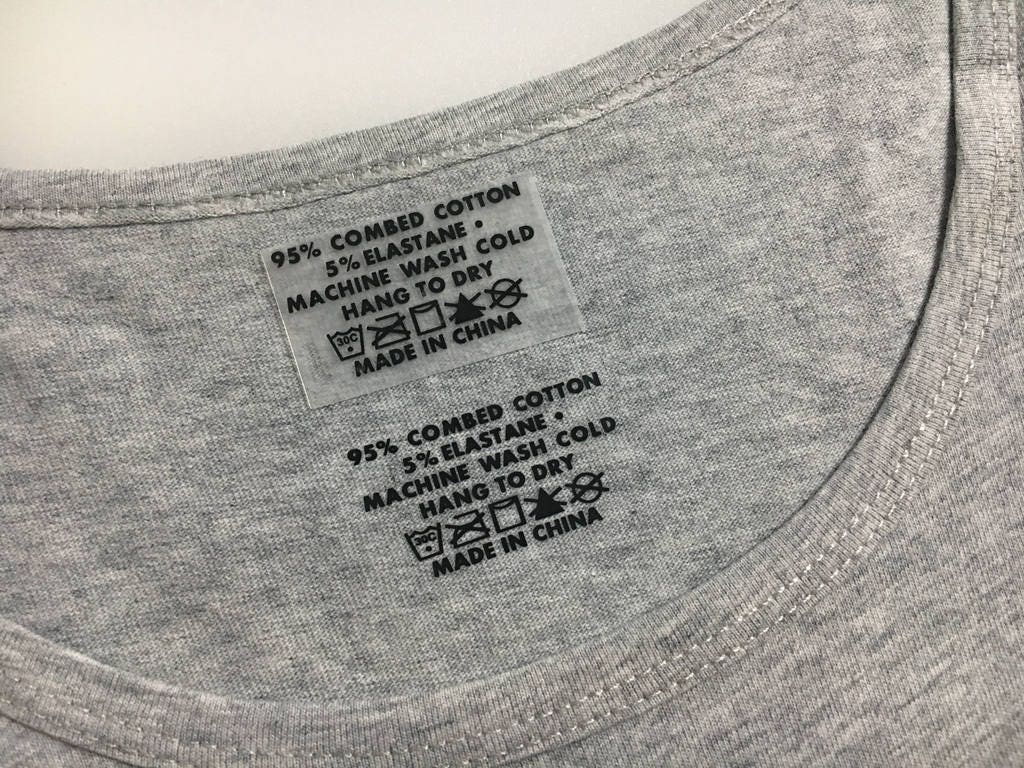 95% COMBED COTTON
5% ELASTANE •
MACHINE WASH COLD
HANG TO DRY
30C
MADE IN CHINA
95% COMBED COTTON
5% ELASTANE •
MACHINE WASH COLD
HANG TO DRY
30C
MADE IN CHINA